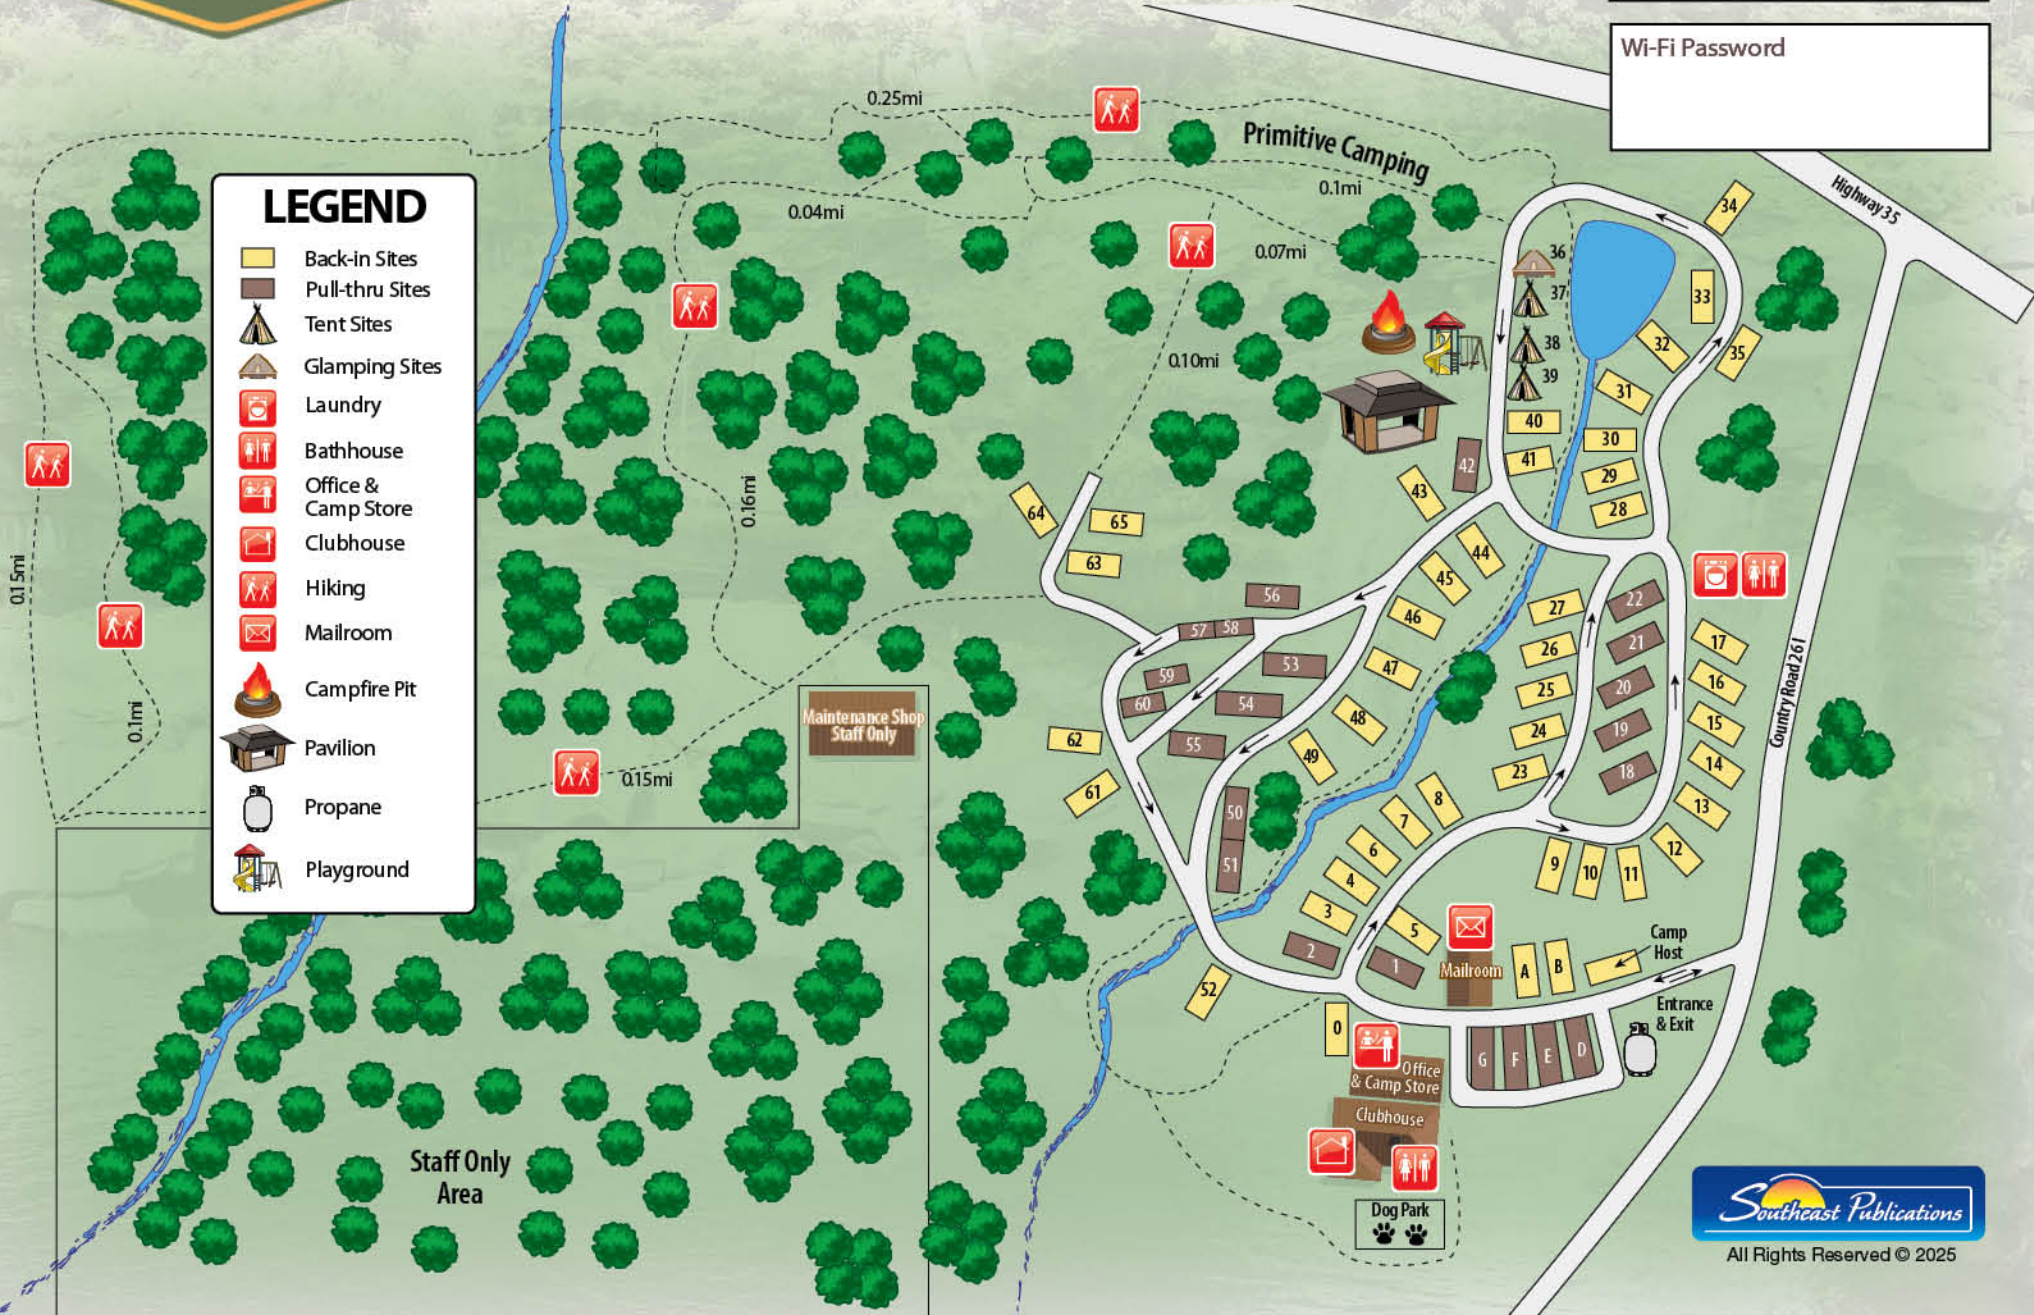 Wi-Fi Password
LEGEND
Back-in Sites
Pull-thru Sites
Tent Sites
Glamping Sites
Laundry
Bathhouse
Office &
Camp Store
Clubhouse
Hiking
Mailroom
Campfire Pit
Pavilion
Propane
Playground
0.25mi
Primitive Camping
0.1mi
0.04mi
0.07mi
0.10mi
0.16mi
0.15mi
0.1mi
0.15mi
Highway 35
Country Road 261
34
36
37
33
38
32
35
39
31
40
30
41
42
29
43
28
64
65
44
63
45
56
22
27
46
57
58
21
17
26
53
47
59
20
16
25
60
54
48
19
15
24
62
55
49
14
23
18
61
8
50
13
7
6
12
51
9
10
11
4
3
5
2
1
52
0
Maintenance Shop
Staff Only
Mailroom
A
B
Camp
Host
Entrance
& Exit
G
F
E
D
Office
& Camp Store
Clubhouse
Dog Park
Staff Only
Area
Southeast Publications
All Rights Reserved © 2025